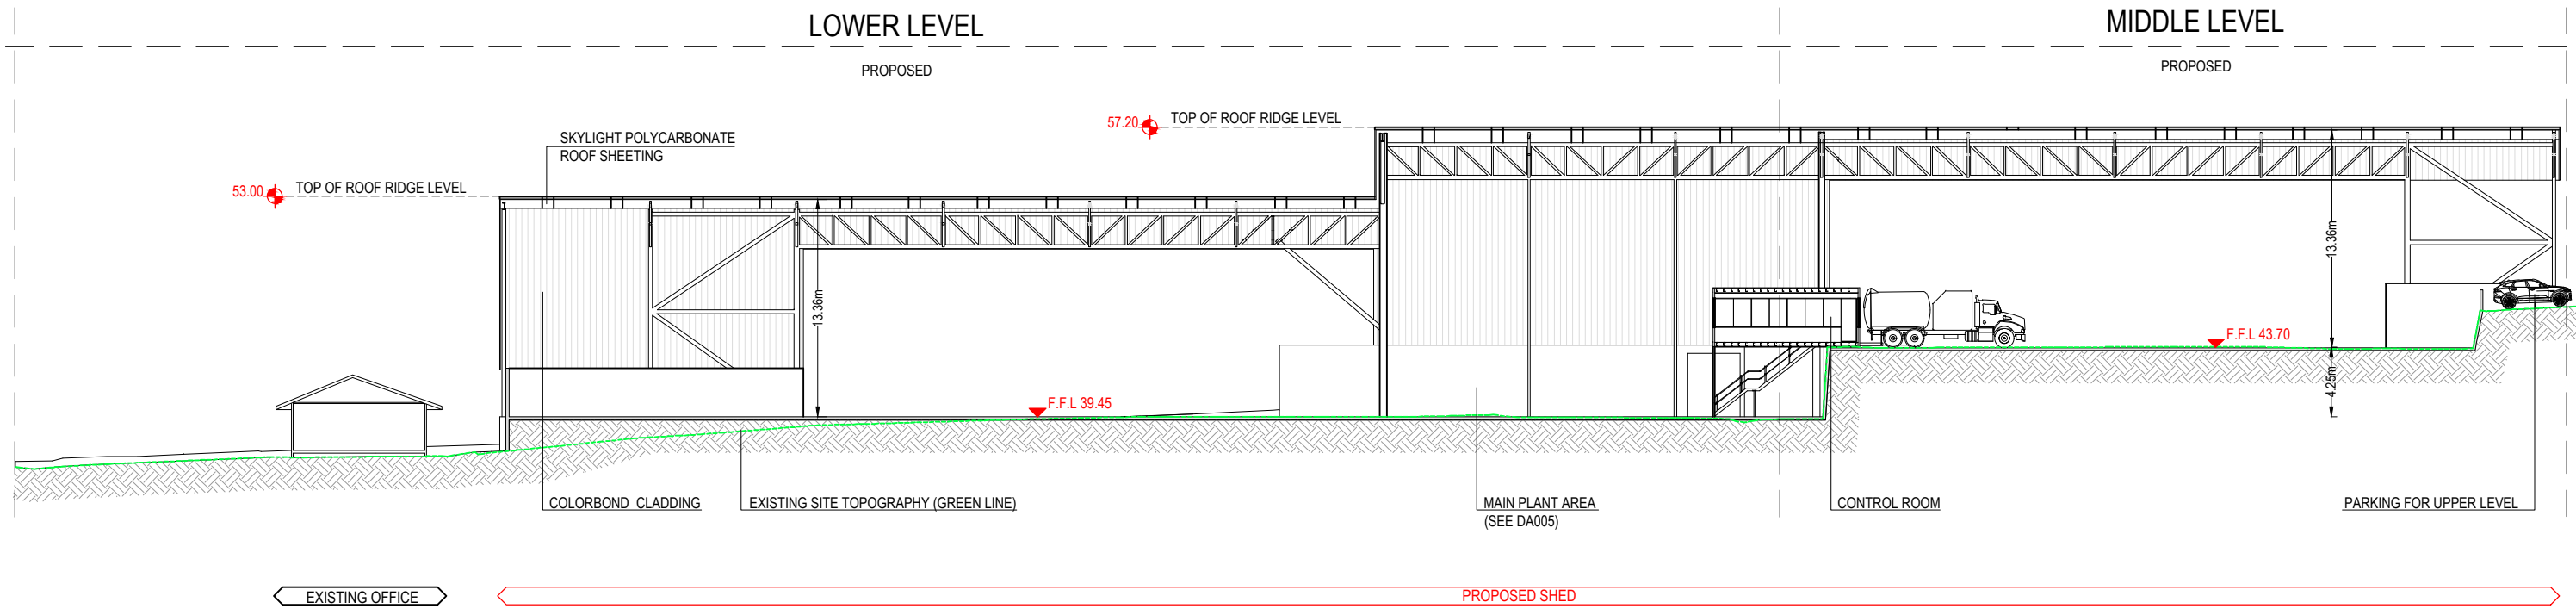 LOWER LEVEL
MIDDLE LEVEL
PROPOSED
PROPOSED
57.20
TOP OF ROOF RIDGE LEVEL
SKYLIGHT POLYCARBONATE
ROOF SHEETING
53.00
TOP OF ROOF RIDGE LEVEL
13.36m
13.36m
F.F.L 43.70
4.25m
F.F.L 39.45
COLORBOND CLADDING
EXISTING SITE TOPOGRAPHY (GREEN LINE)
MAIN PLANT AREA
(SEE DA005)
CONTROL ROOM
PARKING FOR UPPER LEVEL
EXISTING OFFICE
PROPOSED SHED